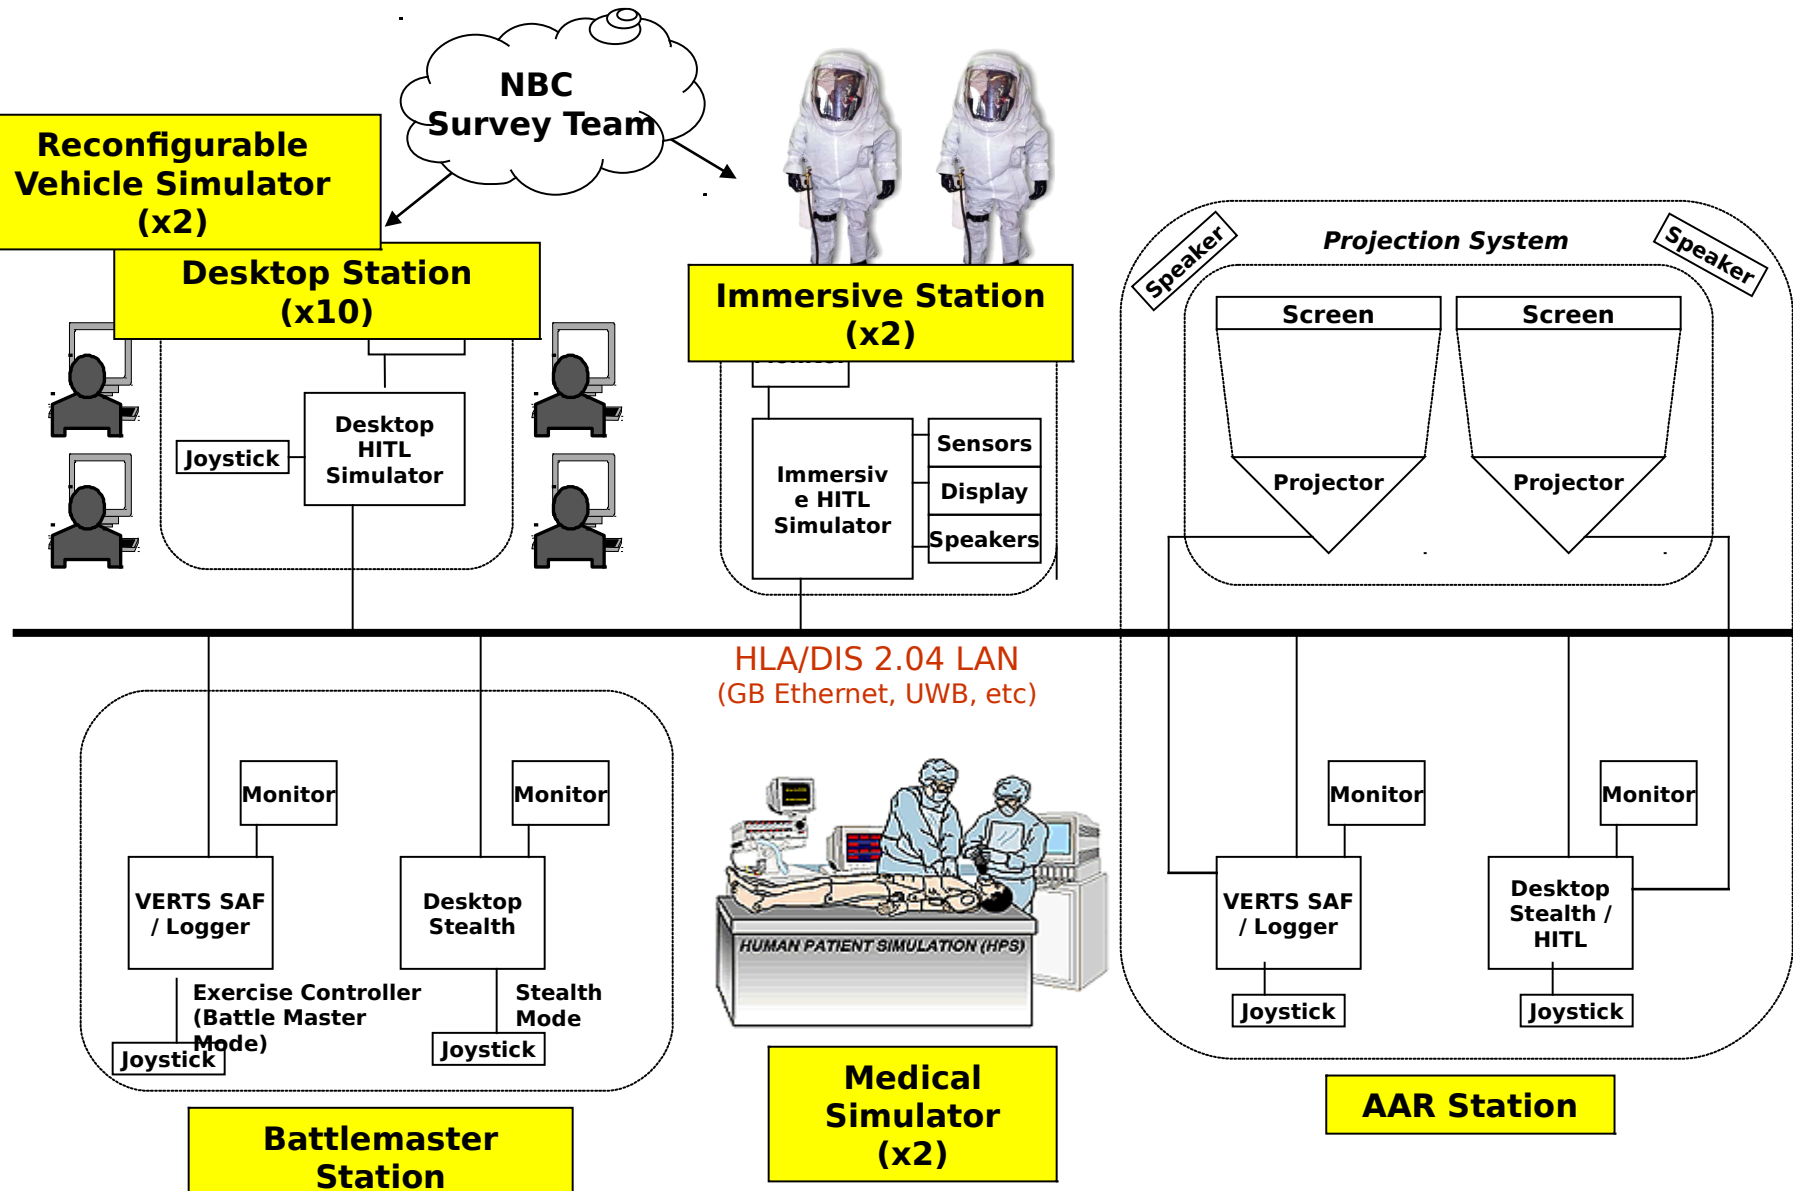 NBC
Survey Team
Reconfigurable
Vehicle Simulator
(x2)
Desktop Station
(x10)
Immersive Station
(x2)
Projection System
Speaker
Speaker
Screen
Screen
Projector
Projector
Desktop
HITL
Simulator
Joystick
Immersiv
e HITL
Simulator
Sensors
Display
Speakers
HLA/DIS 2.04 LAN
(GB Ethernet, UWB, etc)
Monitor
Monitor
VERTS SAF
/ Logger
Desktop
Stealth
Exercise Controller
(Battle Master
Mode)
Joystick
Stealth
Mode
Joystick
Battlemaster
Station
HUMAN PATIENT SIMULATION (HPS)
Medical
Simulator
(x2)
Monitor
Monitor
VERTS SAF
/ Logger
Desktop
Stealth /
HITL
Joystick
Joystick
AAR Station